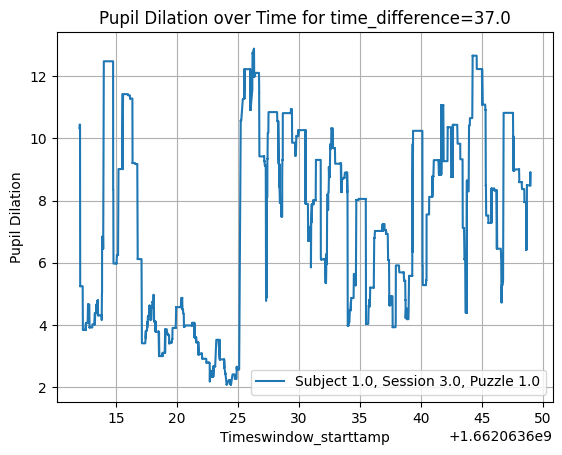 Pupil Dilation over Time for time_difference=37.0
12
10
8
6
4
2
Pupil Dilation
Subject 1.0, Session 3.0, Puzzle 1.0
15 20 25 30 35 40 45 50
Timeswindow_starttamp
+1.6620636e9